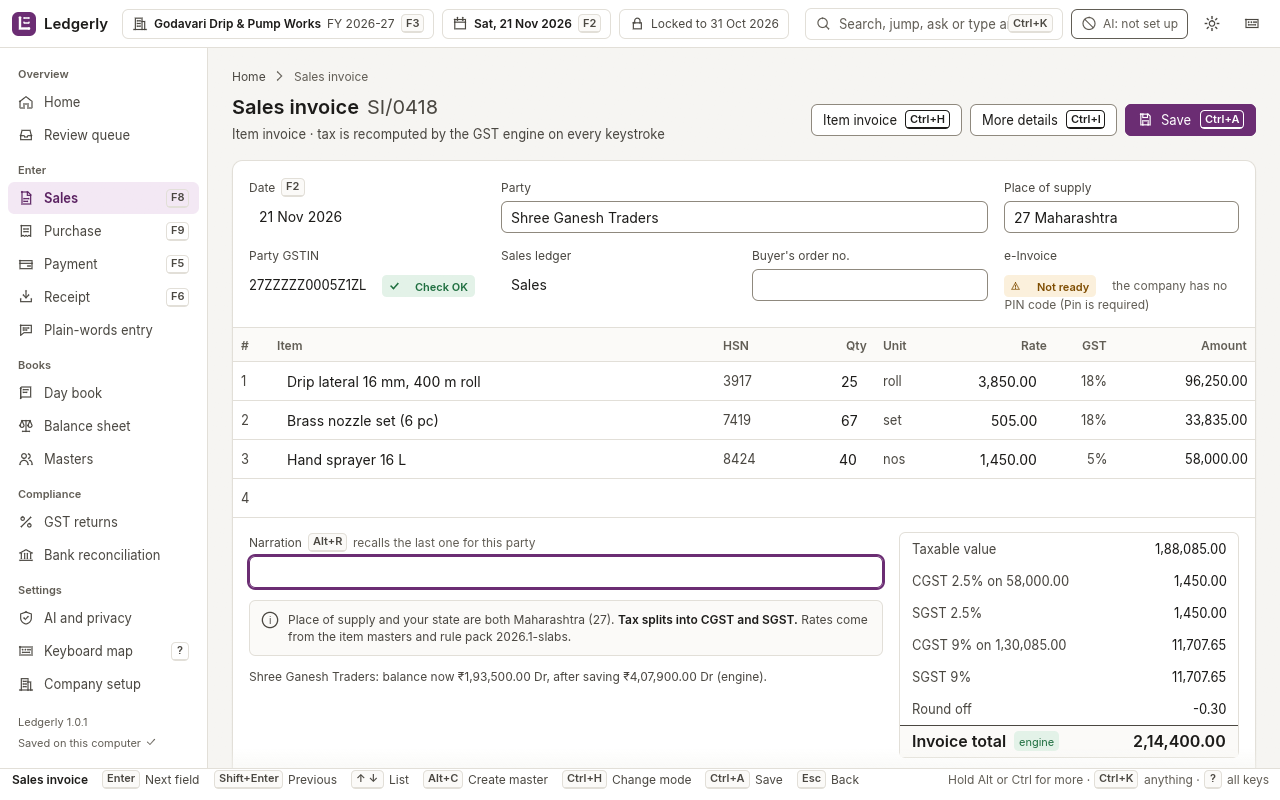 Ledgerly
Godavari Drip & Pump Works FY 2026-27 F3
Sat, 21 Nov 2026 F2
Locked to 31 Oct 2026
Search, jump, ask or type a Ctrl+K
AI: not set up
Overview
Home
Review queue
Enter
Sales F8
Purchase F9
Payment F5
Receipt F6
Plain-words entry
Books
Day book
Balance sheet
Masters
Compliance
GST returns
Bank reconciliation
Settings
AI and privacy
Keyboard map ?
Company setup
Ledgerly 1.0.1
Saved on this computer
Home > Sales invoice
Sales invoice SI/0418
Item invoice · tax is recomputed by the GST engine on every keystroke
Item invoice Ctrl+H
More details Ctrl+I
Save Ctrl+A
Date F2
21 Nov 2026
Party
Shree Ganesh Traders
Place of supply
27 Maharashtra
Party GSTIN
27ZZZZZ0005Z1ZL Check OK
Sales ledger
Sales
Buyer's order no.
e-Invoice
Not ready the company has no
PIN code (Pin is required)
# Item HSN Qty Unit Rate GST Amount
1 Drip lateral 16 mm, 400 m roll 3917 25 roll 3,850.00 18% 96,250.00
2 Brass nozzle set (6 pc) 7419 67 set 505.00 18% 33,835.00
3 Hand sprayer 16 L 8424 40 nos 1,450.00 5% 58,000.00
4
Narration Alt+R recalls the last one for this party
Place of supply and your state are both Maharashtra (27). Tax splits into CGST and SGST. Rates come
from the item masters and rule pack 2026.1-slabs.
Shree Ganesh Traders: balance now ₹1,93,500.00 Dr, after saving ₹4,07,900.00 Dr (engine).
Taxable value 1,88,085.00
CGST 2.5% on 58,000.00 1,450.00
SGST 2.5% 1,450.00
CGST 9% on 1,30,085.00 11,707.65
SGST 9% 11,707.65
Round off -0.30
Invoice total engine 2,14,400.00
Sales invoice Enter Next field Shift+Enter Previous ↑ ↓ List Alt+C Create master Ctrl+H Change mode Ctrl+A Save Esc Back Hold Alt or Ctrl for more · Ctrl+K anything · ? all keys